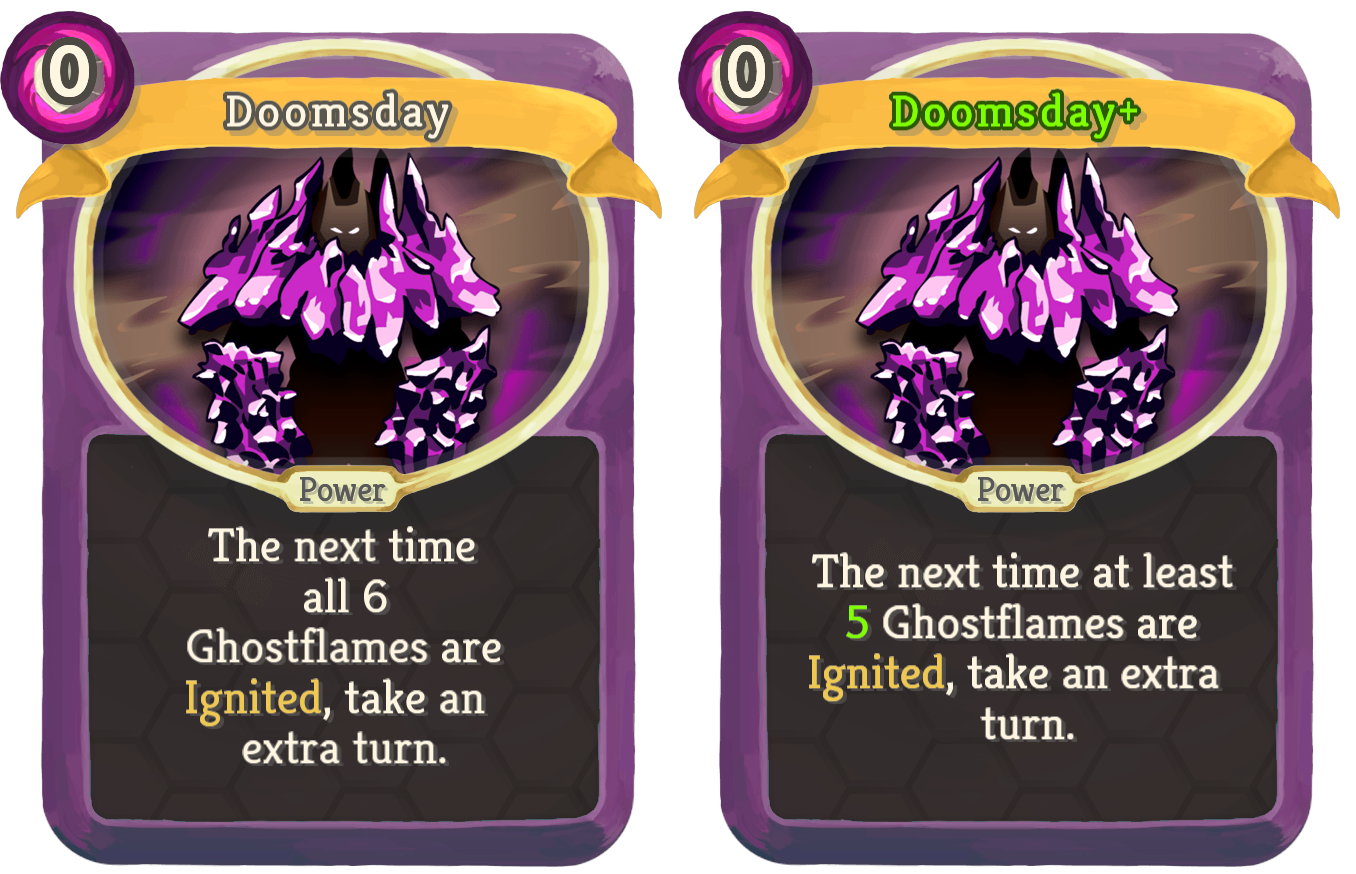 0
Doomsday
Power
The next time
all 6
Ghostflames are
Ignited, take an
extra turn.
0
Doomsday+
Power
The next time at least
5 Ghostflames are
Ignited, take an extra
turn.